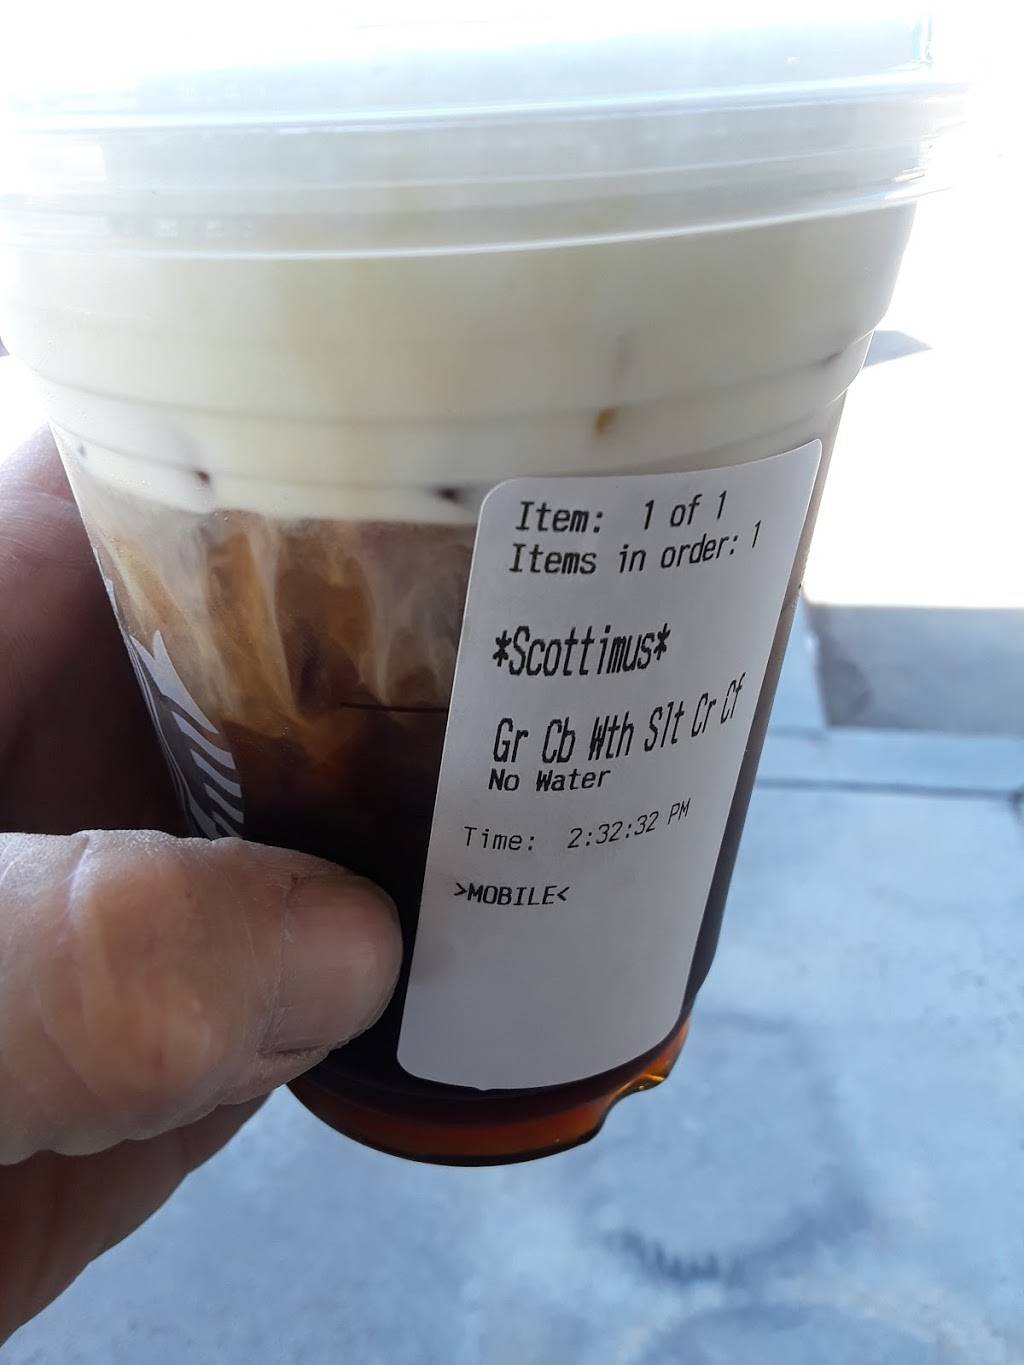 Item: 1 of 1
Items in order: 1
*Scottimus*
Gr Cb Wth Slt Cr Cf
No Water
Time: 2:32:32 PM
>MOBILE<